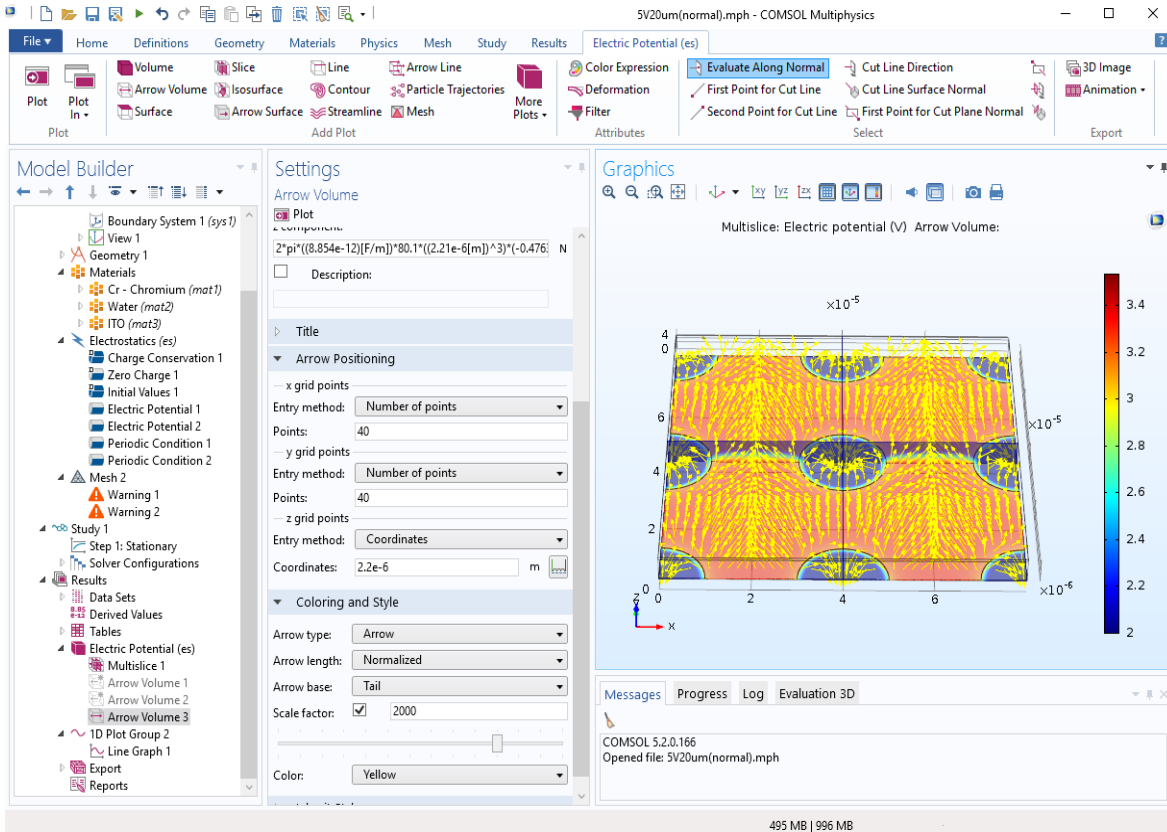 5V20um(normal).mph - COMSOL Multiphysics
File Home Definitions Geometry Materials Physics Mesh Study Results Electric Potential (es) ?
Plot
Plot In
Plot
Volume Slice Line Arrow Line
Arrow Volume Isosurface Contour Particle Trajectories
Surface Arrow Surface Streamline Mesh
More Plots
Add Plot
Color Expression
Deformation
Filter
Attributes
Evaluate Along Normal Cut Line Direction
First Point for Cut Line Cut Line Surface Normal
Second Point for Cut Line First Point for Cut Plane Normal
Select
3D Image
Animation
Export
Model Builder
Boundary System 1 (sys1)
View 1
Geometry 1
Materials
Cr - Chromium (mat1)
Water (mat2)
ITO (mat3)
Electrostatics (es)
Charge Conservation 1
Zero Charge 1
Initial Values 1
Electric Potential 1
Electric Potential 2
Periodic Condition 1
Periodic Condition 2
Mesh 2
Warning 1
Warning 2
Study 1
Step 1: Stationary
Solver Configurations
Results
Data Sets
8.85
e-12
Derived Values
Tables
Electric Potential (es)
Multislice 1
Arrow Volume 1
Arrow Volume 2
Arrow Volume 3
1D Plot Group 2
Line Graph 1
Export
Reports
Settings
Arrow Volume
Plot
z component:
2*pi*((8.854e-12)[F/m])*80.1*((2.21e-6[m])^3)*(-0.476 N
Description:
Title
Arrow Positioning
x grid points
Entry method: Number of points
Points: 40
y grid points
Entry method: Number of points
Points: 40
z grid points
Entry method: Coordinates
Coordinates: 2.2e-6 m
Coloring and Style
Arrow type: Arrow
Arrow length: Normalized
Arrow base: Tail
Scale factor: 2000
Color: Yellow
Graphics
xy yz zx
Multislice: Electric potential (V) Arrow Volume:
×10⁻⁵
4
0
6
4
2
0
0 2 4 6
×10⁻⁵
×10⁻⁶
z
x
3.4
3.2
3
2.8
2.6
2.4
2.2
2
Messages Progress Log Evaluation 3D
COMSOL 5.2.0.166
Opened file: 5V20um(normal).mph
495 MB | 996 MB